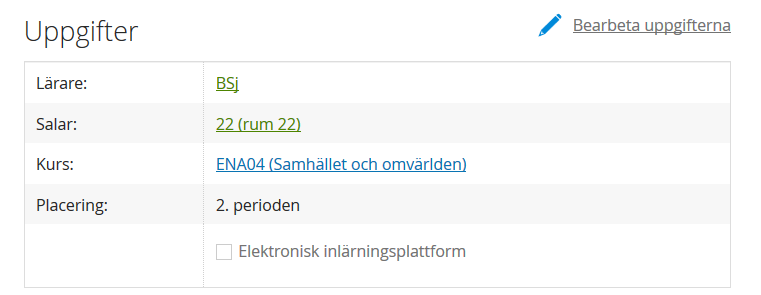 Uppgifter
Bearbeta uppgifterna
Lärare: BSj
Salar: 22 (rum 22)
Kurs: ENA04 (Samhället och omvärlden)
Placering: 2. perioden
Elektronisk inlärningsplattform